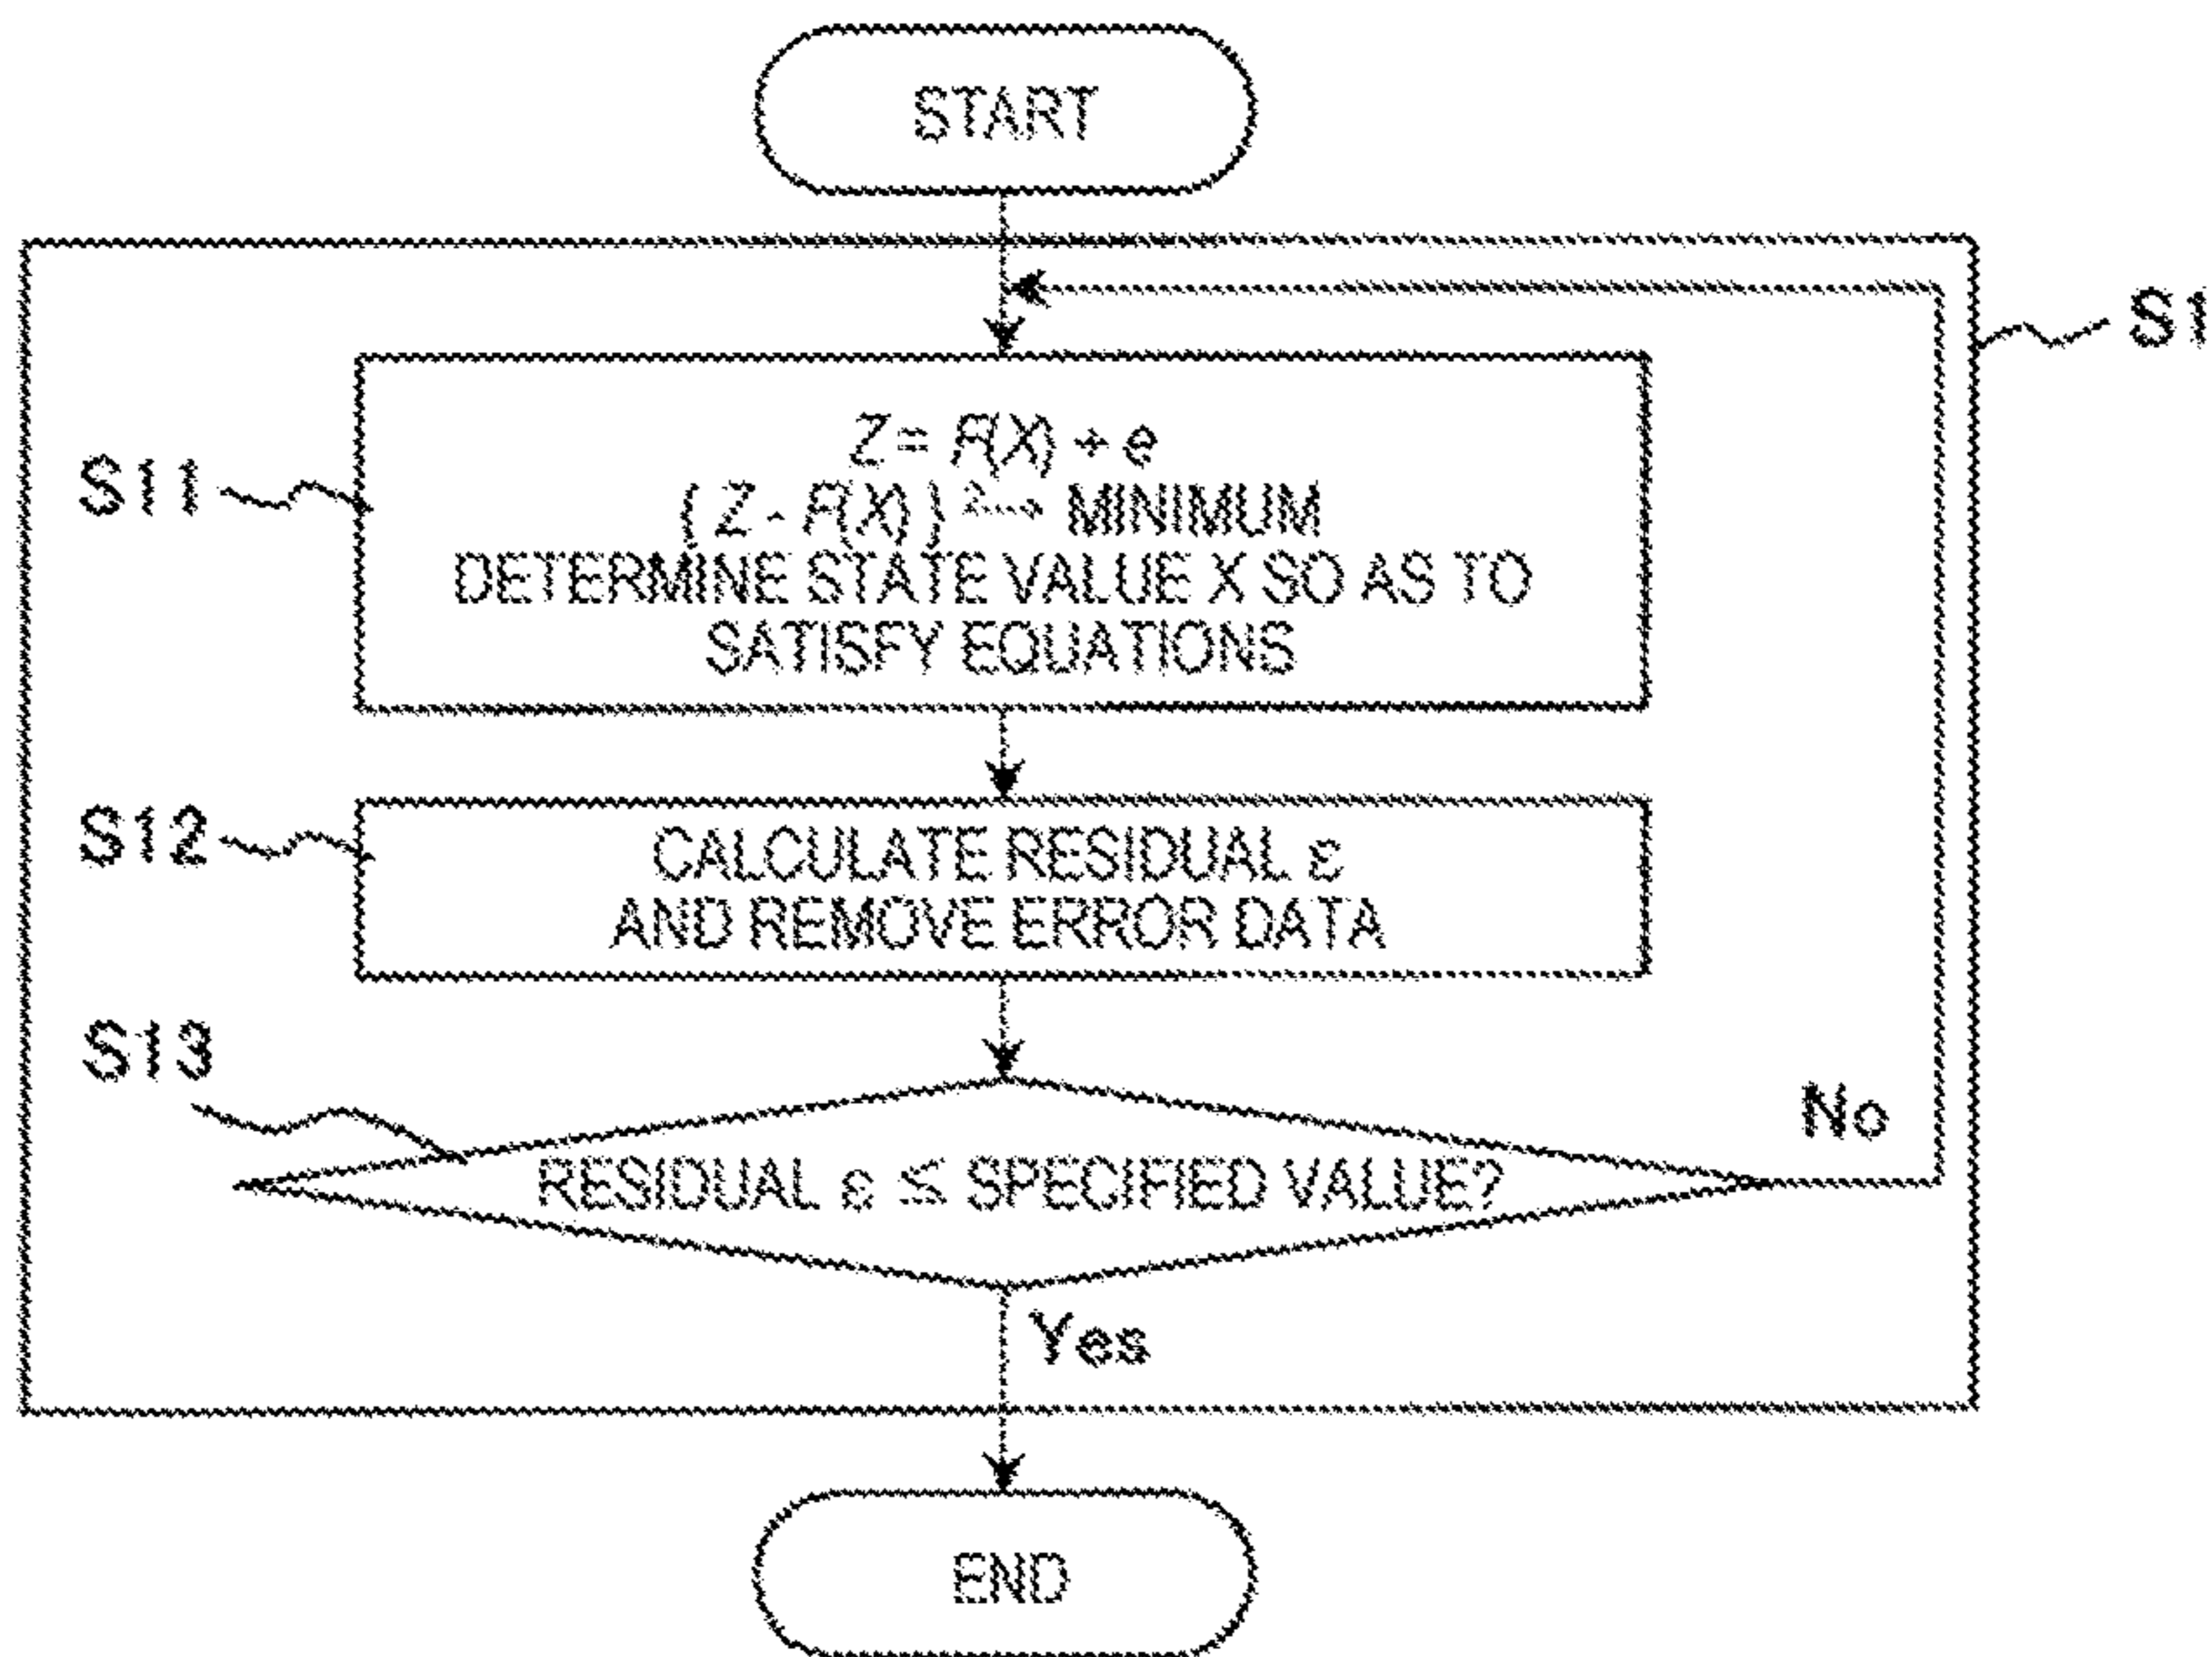 START
S1
Z = F(X) + e
S11
(Z - F(X))² → MINIMUM
DETERMINE STATE VALUE X SO AS TO
SATISFY EQUATIONS
S12
CALCULATE RESIDUAL ε
AND REMOVE ERROR DATA
S13
No
RESIDUAL ε ≤ SPECIFIED VALUE?
Yes
END